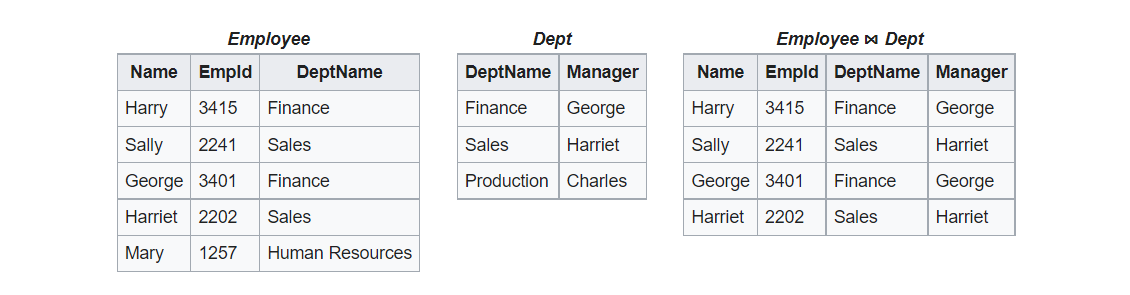 Employee
Name EmpId DeptName
Harry 3415 Finance
Sally 2241 Sales
George 3401 Finance
Harriet 2202 Sales
Mary 1257 Human Resources
Dept
DeptName Manager
Finance George
Sales Harriet
Production Charles
Employee ⋈ Dept
Name EmpId DeptName Manager
Harry 3415 Finance George
Sally 2241 Sales Harriet
George 3401 Finance George
Harriet 2202 Sales Harriet